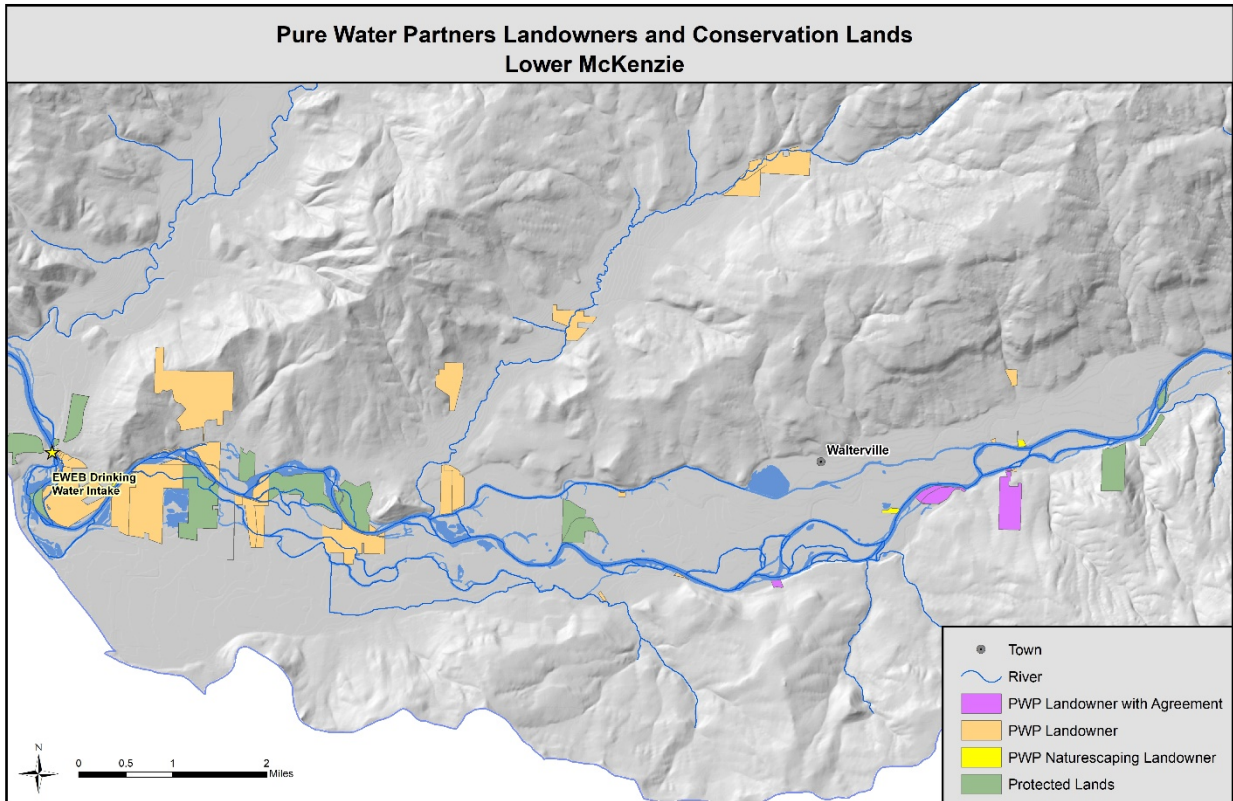 Pure Water Partners Landowners and Conservation Lands
Lower McKenzie
Walterville
EWEB Drinking
Water Intake
Town
River
PWP Landowner with Agreement
PWP Landowner
PWP Naturescaping Landowner
Protected Lands
N
0 0.5 1 2
Miles